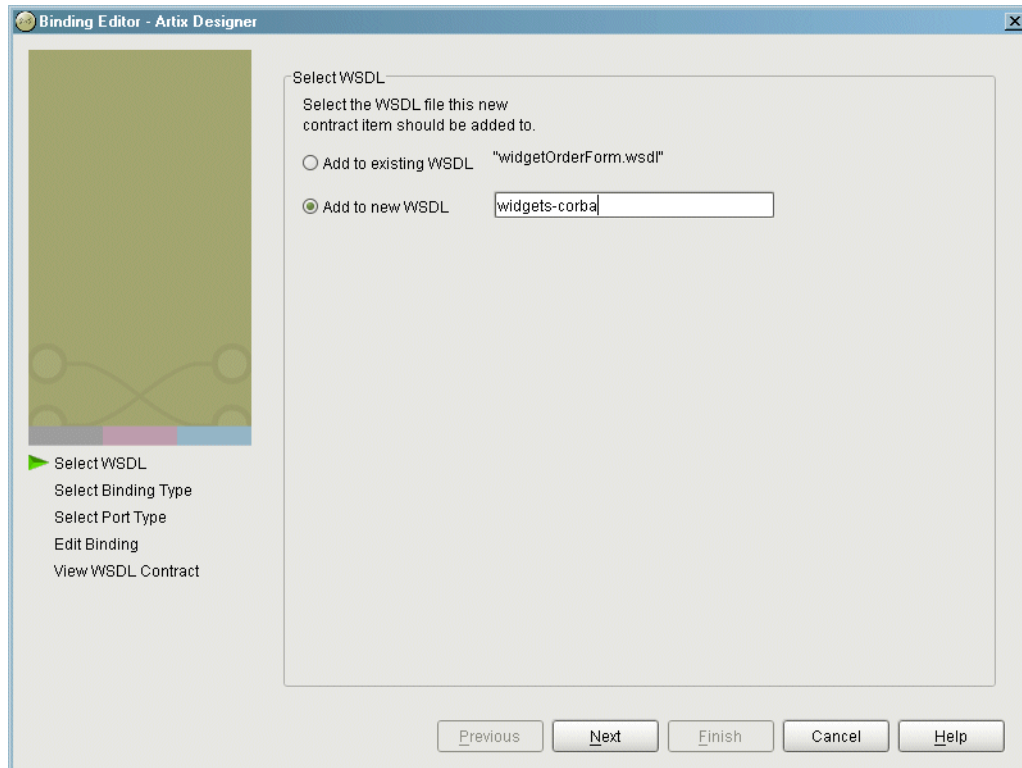 Binding Editor - Artix Designer
Select WSDL
Select the WSDL file this new
contract item should be added to.
Add to existing WSDL "widgetOrderForm.wsdl"
Add to new WSDL widgets-corba
Select WSDL
Select Binding Type
Select Port Type
Edit Binding
View WSDL Contract
Previous Next Finish Cancel Help